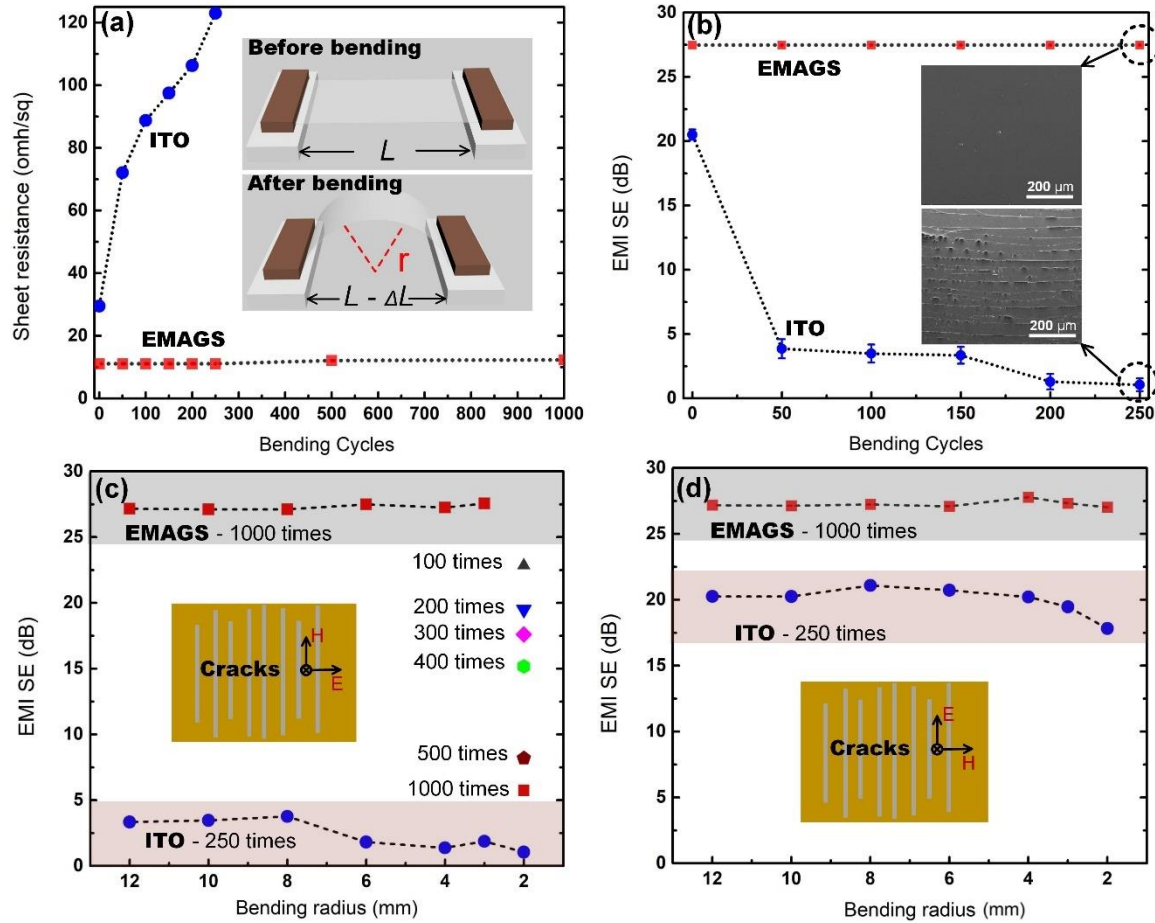 (a)
Sheet resistance (omh/sq)
120
100
80
60
40
20
0
Before bending
L
After bending
r
L - ΔL
ITO
EMAGS
0 100 200 300 400 500 600 700 800 900 1000
Bending Cycles
(b)
EMI SE (dB)
30
25
20
15
10
5
0
EMAGS
200 µm
200 µm
ITO
0 50 100 150 200 250
Bending Cycles
(c)
EMI SE (dB)
30
25
20
15
10
5
0
EMAGS - 1000 times
100 times
200 times
300 times
400 times
500 times
1000 times
H
Cracks
E
ITO - 250 times
12 10 8 6 4 2
Bending radius (mm)
(d)
EMI SE (dB)
30
25
20
15
10
5
0
EMAGS - 1000 times
ITO - 250 times
E
Cracks
H
12 10 8 6 4 2
Bending radius (mm)